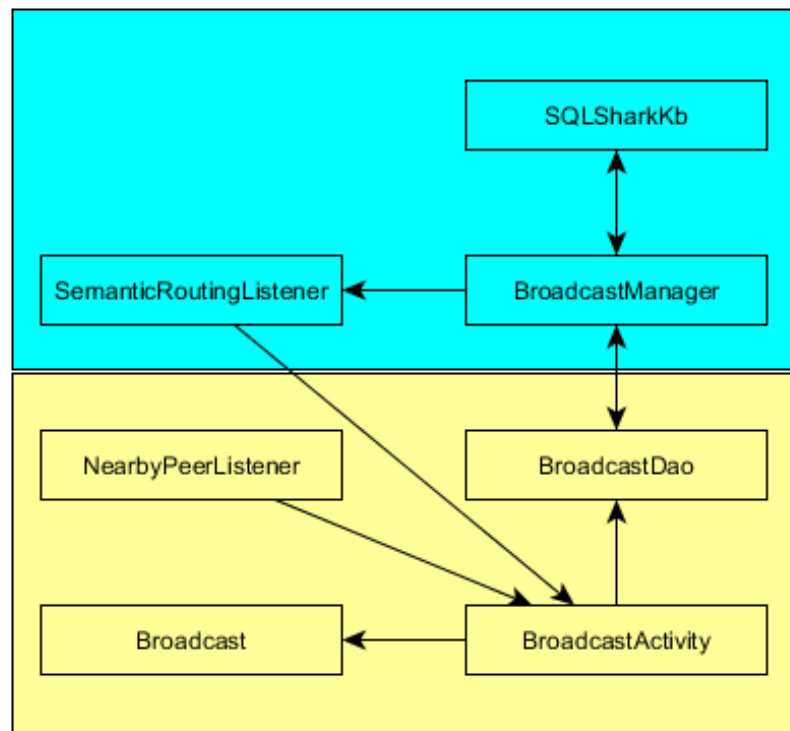 SQLSharkKb
SemanticRoutingListener
BroadcastManager
NearbyPeerListener
BroadcastDao
Broadcast
BroadcastActivity